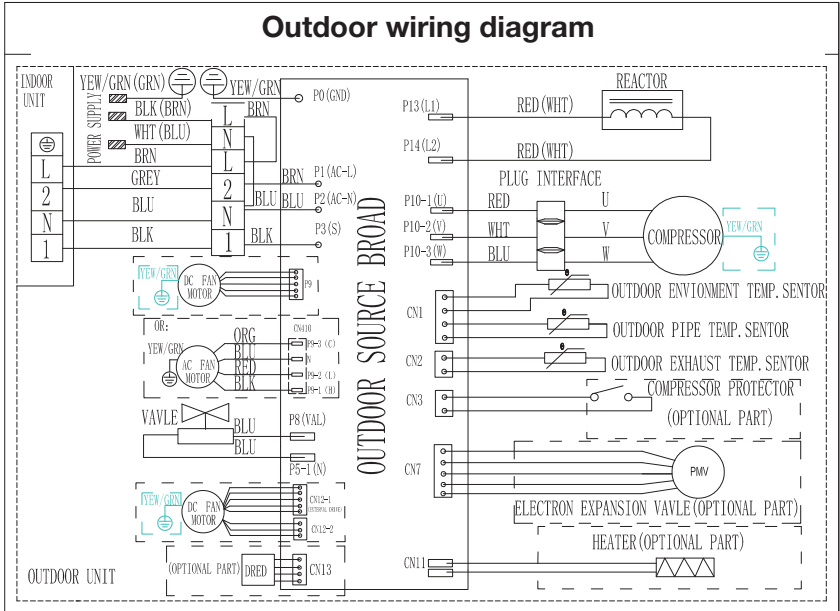 Outdoor wiring diagram
INDOOR
UNIT
POWER SUPPLY
YEW/GRN(GRN)
BLK(BRN)
WHT(BLU)
BRN
GREY
BLU
BLK
L
2
N
1
YEW/GRN
L
N
L
2
N
1
BRN
BLU
BRN
BLU
BLK
P0(GND)
P1(AC-L)
P2(AC-N)
P3(S)
YEW/GRN
DC FAN
MOTOR
P9
OR:
YEW/GRN
AC FAN
MOTOR
ORG
BLU
RED
BLK
CN410
P9-3 (C)
N
P9-2 (L)
P9-1 (H)
VAVLE
BLU
BLU
P8(VAL)
P5-1(N)
YEW/GRN
DC FAN
MOTOR
CN12-1
(EXTERNAL DRIVE)
CN12-2
(OPTIONAL PART)
DRED
CN13
OUTDOOR UNIT
OUTDOOR SOURCE BROAD
P13(L1)
RED(WHT)
REACTOR
P14(L2)
RED(WHT)
PLUG INTERFACE
P10-1(U)
RED
U
P10-2(V)
WHT
V
P10-3(W)
BLU
W
COMPRESSOR
YEW/GRN
CN1
OUTDOOR ENVIONMENT TEMP.SENTOR
OUTDOOR PIPE TEMP.SENTOR
CN2
OUTDOOR EXHAUST TEMP.SENTOR
CN3
COMPRESSOR PROTECTOR
(OPTIONAL PART)
CN7
PMV
ELECTRON EXPANSION VAVLE(OPTIONAL PART)
HEATER(OPTIONAL PART)
CN11